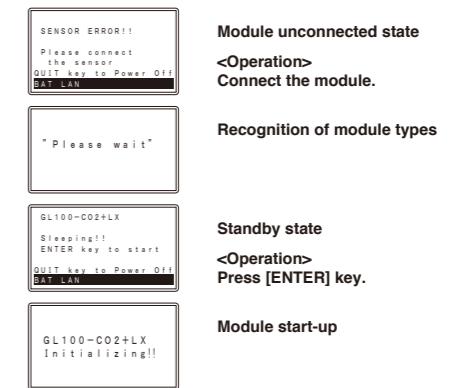 SENSOR ERROR!!
Please connect
the sensor
QUIT key to Power Off
BAT LAN
Module unconnected state
<Operation>
Connect the module.
"Please wait"
Recognition of module types
GL100-CO2+LX
Sleeping!!
ENTER key to start
QUIT key to Power Off
BAT LAN
Standby state
<Operation>
Press [ENTER] key.
GL100-CO2+LX
Initializing!!
Module start-up